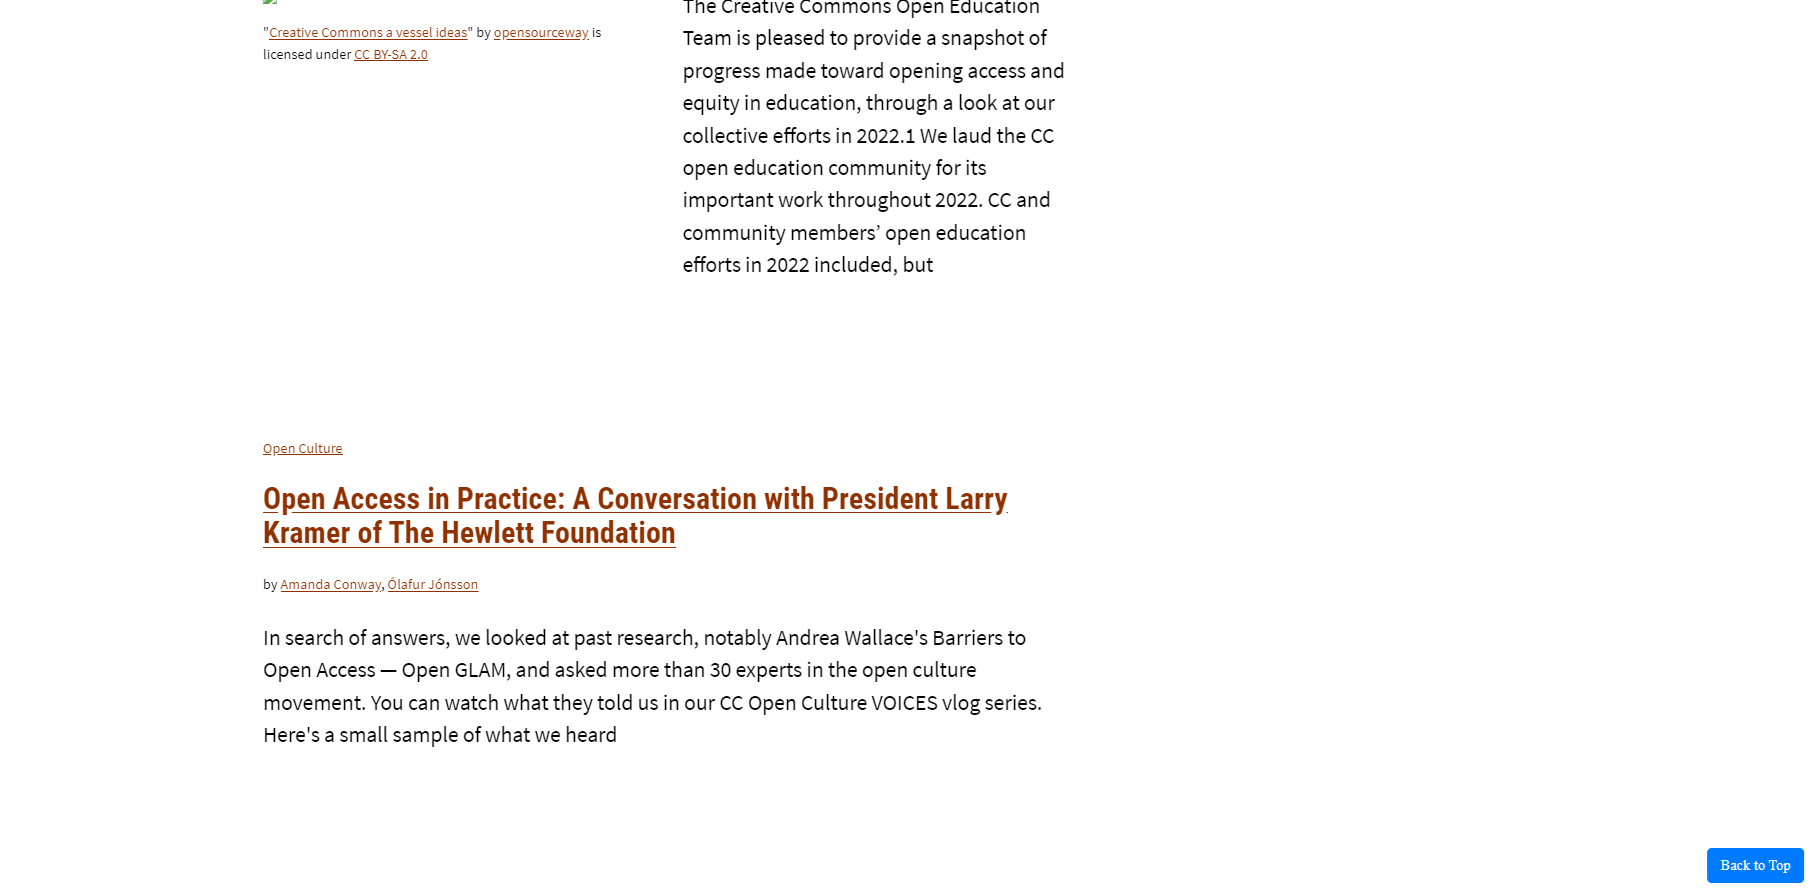 "Creative Commons a vessel ideas" by opensourceway is
licensed under CC BY-SA 2.0
The Creative Commons Open Education
Team is pleased to provide a snapshot of
progress made toward opening access and
equity in education, through a look at our
collective efforts in 2022.1 We laud the CC
open education community for its
important work throughout 2022. CC and
community members’ open education
efforts in 2022 included, but
Open Culture
Open Access in Practice: A Conversation with President Larry
Kramer of The Hewlett Foundation
by Amanda Conway, Ólafur Jónsson
In search of answers, we looked at past research, notably Andrea Wallace's Barriers to
Open Access — Open GLAM, and asked more than 30 experts in the open culture
movement. You can watch what they told us in our CC Open Culture VOICES vlog series.
Here's a small sample of what we heard
Back to Top